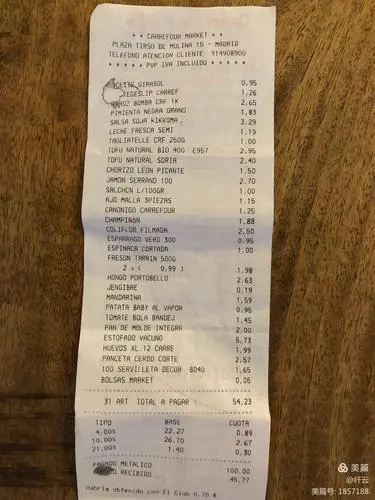 * * CARREFOUR MARKET * *
PLAZA TIRSO DE MOLINA 15 - MADRID
TELEFONO ATENCION CLIENTE: 914908900
* * * * * PVP IVA INCLUIDO * * * * *
ACEITE GIRASOL 0,95
TEGESLIP CARREF 1,26
ARROZ BOMBA CRF 1K 2,65
PIMIENTA NEGRA GRANO 1,83
SALSA SOJA KIKKOMA 3,29
LECHE FRESCA SEMI 1,19
TAGLIATELLE CRF 250G 1,00
TOFU NATURAL BIO 400 E957 2,95
TOFU NATURAL SORIA 2,40
CHORIZO LEON PICANTE 1,50
JAMON SERRANO 100 2,70
SALCHCN L/100GR 1,00
AJO MALLA 3PIEZAS 1,16
CANONIGO CARREFOUR 1,25
CHAMPIÑON 1,88
COLIFLOR FILMADA 2,50
ESPARRAGO VERD 300 0,95
ESPINACA CORTADA 1,00
FRESON TARRIN 500G
2 x ( 0,99 ) 1,98
HONGO PORTOBELLO 2,63
JENGIBRE 0,19
MANDARINA 1,59
PATATA BABY AL VAPOR 0,95
TOMATE BOLA BANDEJ 1,45
PAN DE MOLDE INTEGRA 2,00
ESTOFADO VACUNO 5,73
HUEVOS XL 12 CARRE 1,99
PANCETA CERDO CORTE 2,57
100 SERVILLETA DECOR BD40 1,65
BOLSAS MARKET 0,05
31 ART TOTAL A PAGAR : 54,23
TIPO BASE CUOTA
4.00% 22.27 0,89
10.00% 26.70 2.67
21.00% 1.40 0.30
PAGADO METALICO 100.00
RECIBIDO 45.77
Habría obtenido con El Club 0.70 €
美篇
@纤云
美篇号: 1857188